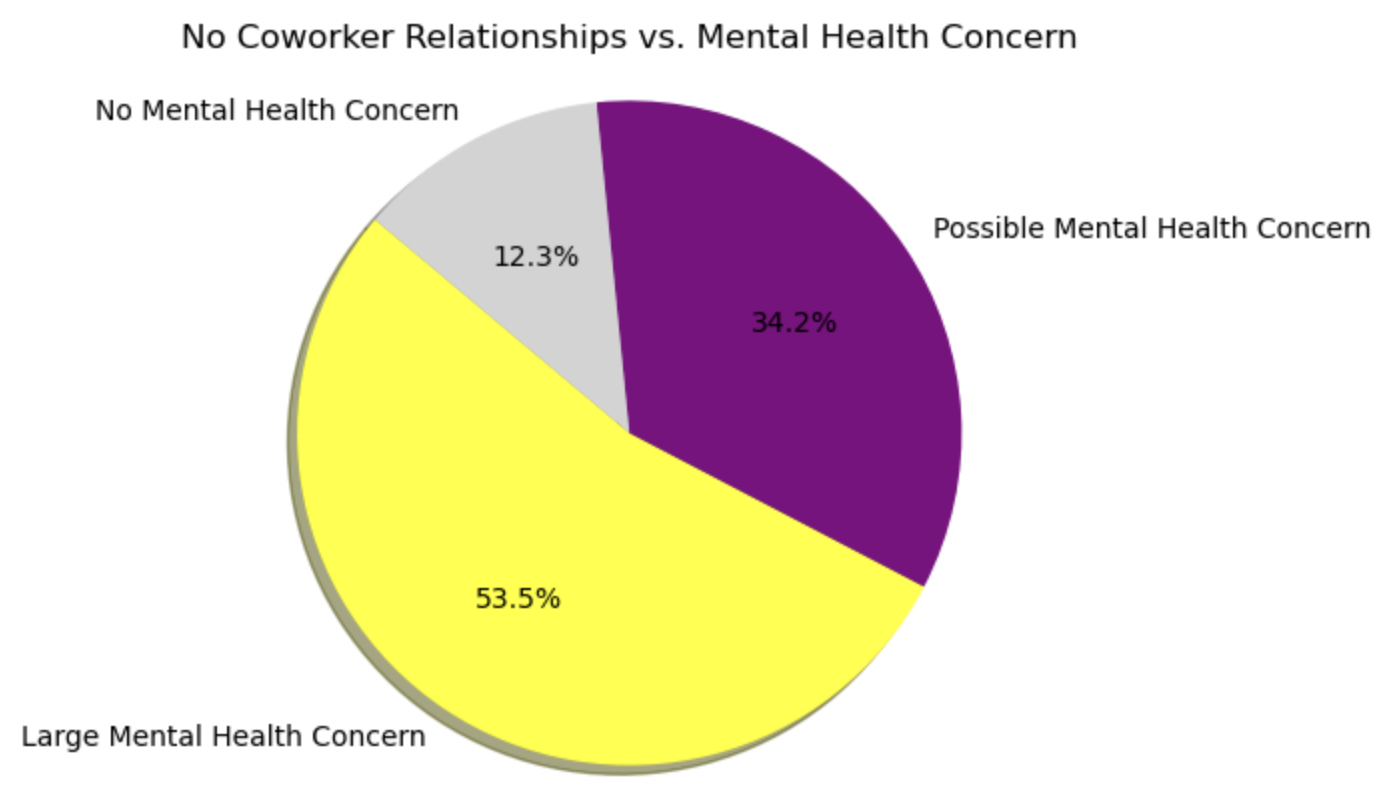 No Coworker Relationships vs. Mental Health Concern
No Mental Health Concern
Possible Mental Health Concern
12.3%
34.2%
53.5%
Large Mental Health Concern